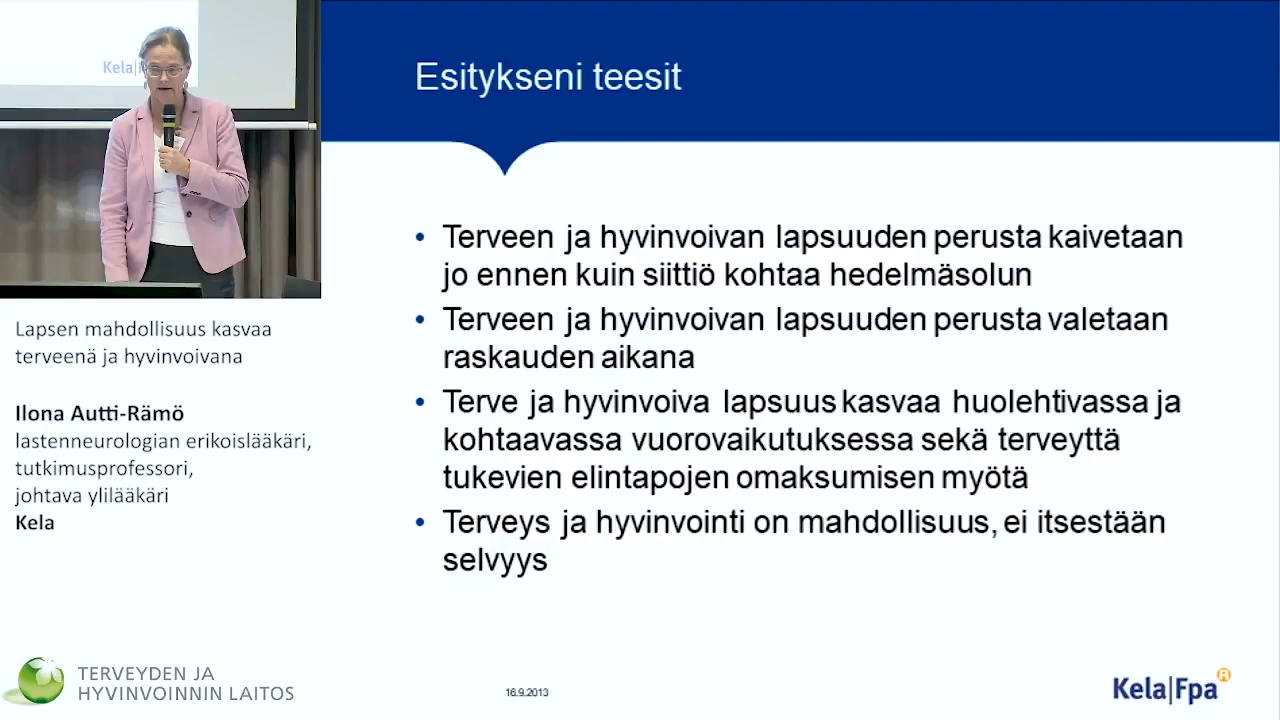 Kela|Fpa
Esitykseni teesit
• Terveen ja hyvinvoivan lapsuuden perusta kaivetaan
jo ennen kuin siittiö kohtaa hedelmäsolun
• Terveen ja hyvinvoivan lapsuuden perusta valetaan
raskauden aikana
• Terve ja hyvinvoiva lapsuus kasvaa huolehtivassa ja
kohtaavassa vuorovaikutuksessa sekä terveyttä
tukevien elintapojen omaksumisen myötä
• Terveys ja hyvinvointi on mahdollisuus, ei itsestään
selvyys
Lapsen mahdollisuus kasvaa
terveenä ja hyvinvoivana
Ilona Autti-Rämö
lastenneurologian erikoislääkäri,
tutkimusprofessori,
johtava ylilääkäri
Kela
TERVEYDEN JA
HYVINVOINNIN LAITOS
16.9.2013
Kela|Fpa